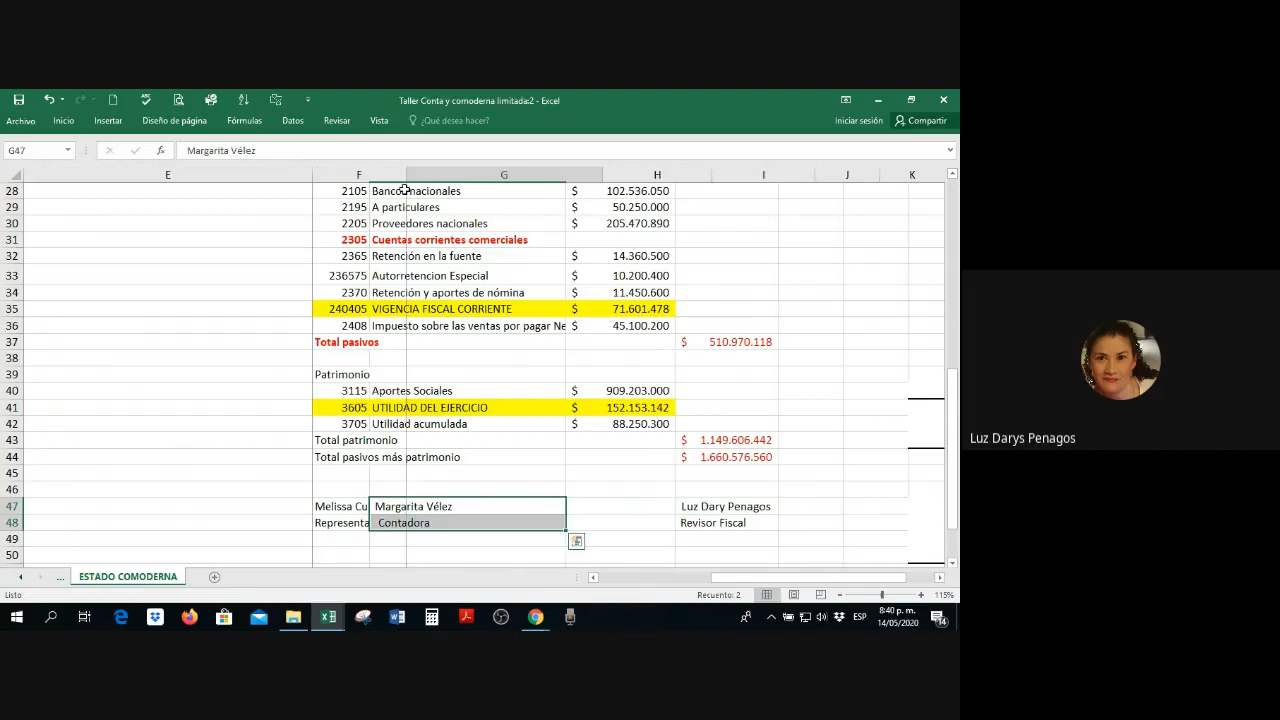 Taller Conta y comoderna limitada:2 - Excel
Archivo Inicio Insertar Diseño de página Fórmulas Datos Revisar Vista ¿Qué desea hacer? Iniciar sesión Compartir
G47 fx Margarita Vélez
E F G H I J K
28 2105 Bancos nacionales $ 102.536.050
29 2195 A particulares $ 50.250.000
30 2205 Proveedores nacionales $ 205.470.890
31 2305 Cuentas corrientes comerciales
32 2365 Retención en la fuente $ 14.360.500
33 236575 Autorretencion Especial $ 10.200.400
34 2370 Retención y aportes de nómina $ 11.450.600
35 240405 VIGENCIA FISCAL CORRIENTE $ 71.601.478
36 2408 Impuesto sobre las ventas por pagar Ne $ 45.100.200
37 Total pasivos $ 510.970.118
38
39 Patrimonio
40 3115 Aportes Sociales $ 909.203.000
41 3605 UTILIDAD DEL EJERCICIO $ 152.153.142
42 3705 Utilidad acumulada $ 88.250.300
43 Total patrimonio $ 1.149.606.442
44 Total pasivos más patrimonio $ 1.660.576.560
45
46
47 Melissa Cu Margarita Vélez Luz Dary Penagos
48 Representa Contadora Revisor Fiscal
49
50
... ESTADO COMODERNA
Listo Recuento: 2 115%
ESP 8:40 p. m.
14/05/2020 14
Luz Darys Penagos